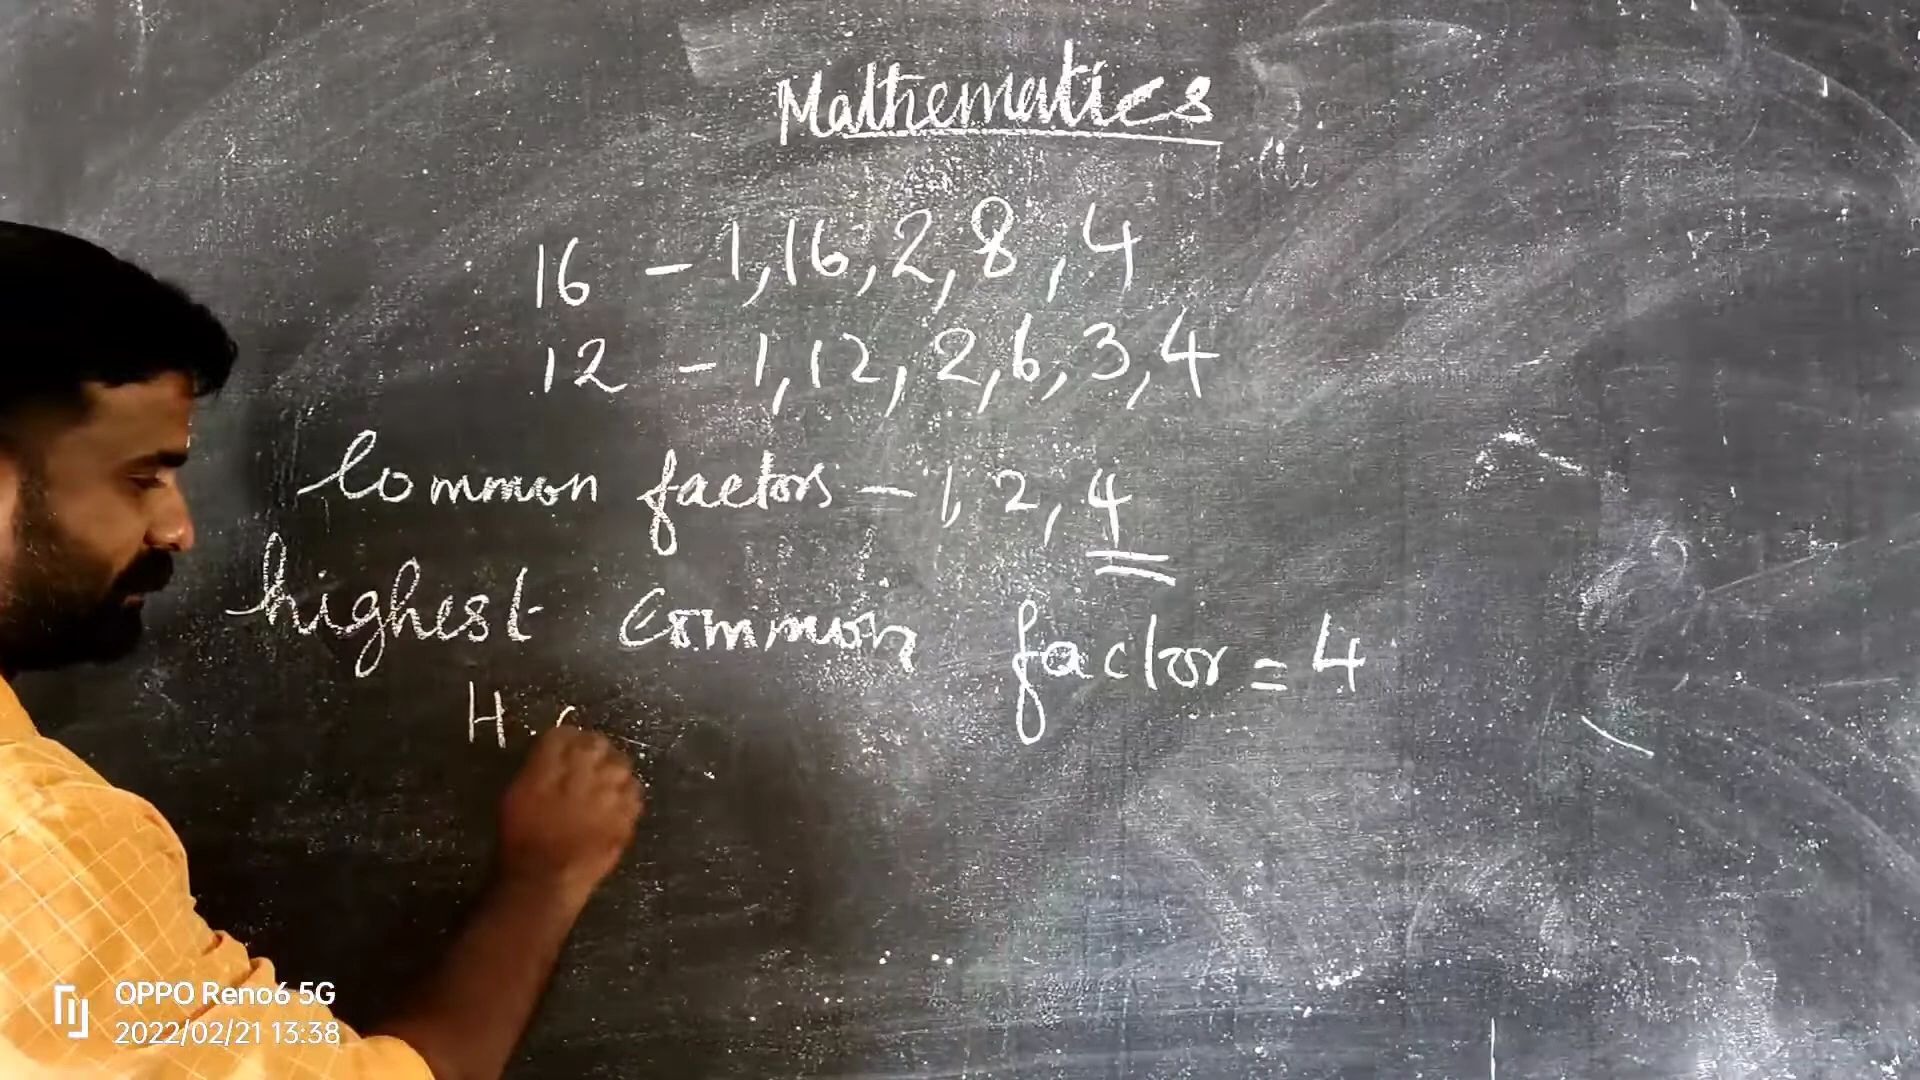 Mathematics
16 - 1, 16, 2, 8, 4
12 - 1, 12, 2, 6, 3, 4
Common factors - 1, 2, 4
highest common factor = 4
H.C
OPPO Reno6 5G
2022/02/21 13:38